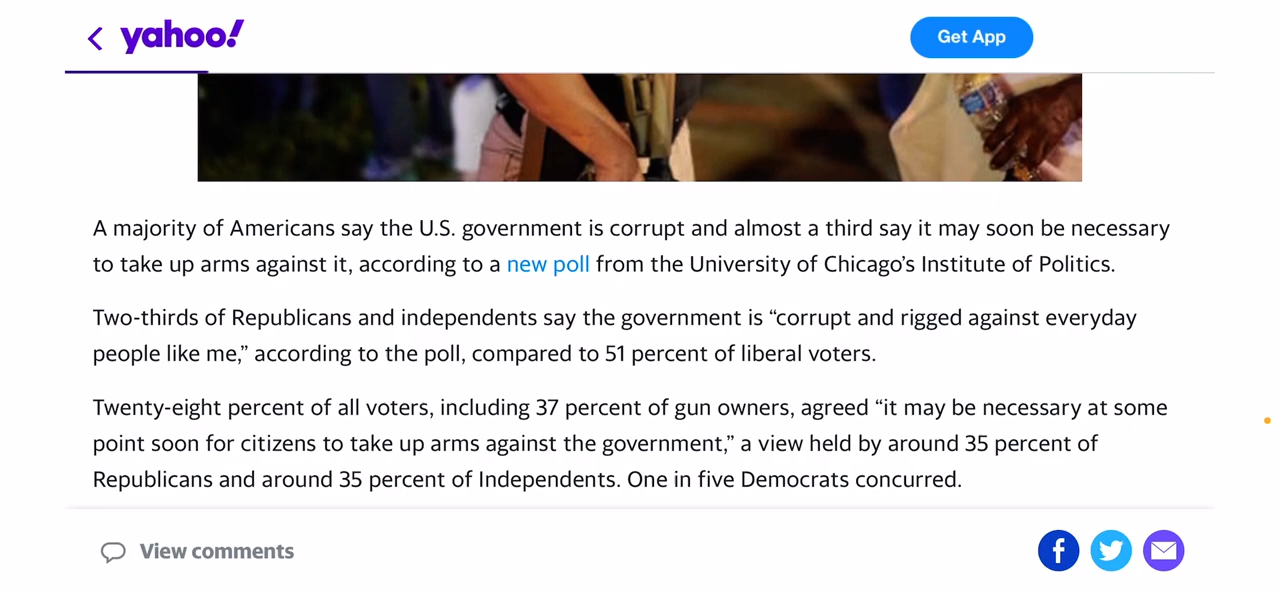 yahoo!
Get App
A majority of Americans say the U.S. government is corrupt and almost a third say it may soon be necessary
to take up arms against it, according to a new poll from the University of Chicago’s Institute of Politics.
Two-thirds of Republicans and independents say the government is “corrupt and rigged against everyday
people like me,” according to the poll, compared to 51 percent of liberal voters.
Twenty-eight percent of all voters, including 37 percent of gun owners, agreed “it may be necessary at some
point soon for citizens to take up arms against the government,” a view held by around 35 percent of
Republicans and around 35 percent of Independents. One in five Democrats concurred.
View comments